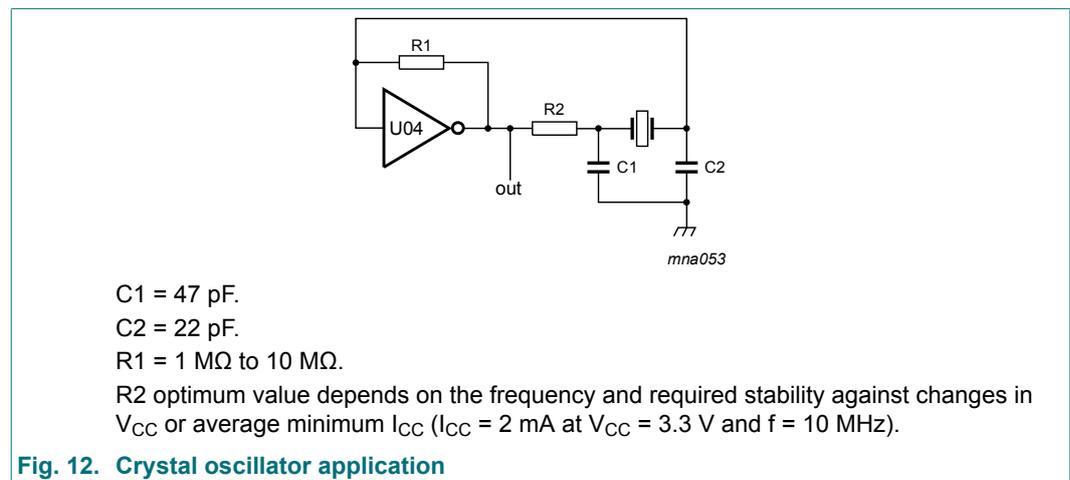 R1
U04
R2
C1
C2
out
mna053
C1 = 47 pF.
C2 = 22 pF.
R1 = 1 MΩ to 10 MΩ.
R2 optimum value depends on the frequency and required stability against changes in
VCC or average minimum ICC (ICC = 2 mA at VCC = 3.3 V and f = 10 MHz).
Fig. 12. Crystal oscillator application